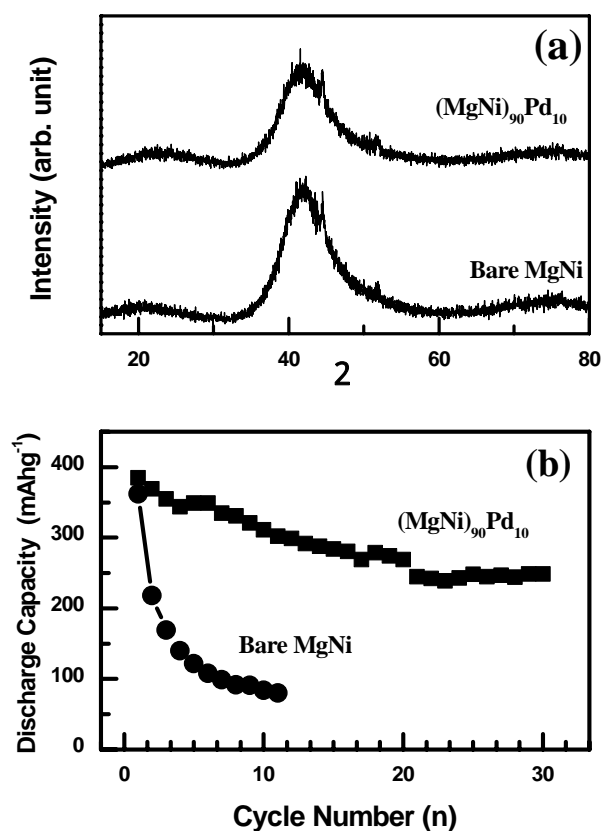 (a)
(MgNi)₉₀Pd₁₀
Bare MgNi
Intensity (arb. unit)
20 40 60 80
2
(b)
400
300
200
100
0
(MgNi)₉₀Pd₁₀
Bare MgNi
Discharge Capacity (mAhg⁻¹)
0 10 20 30
Cycle Number (n)